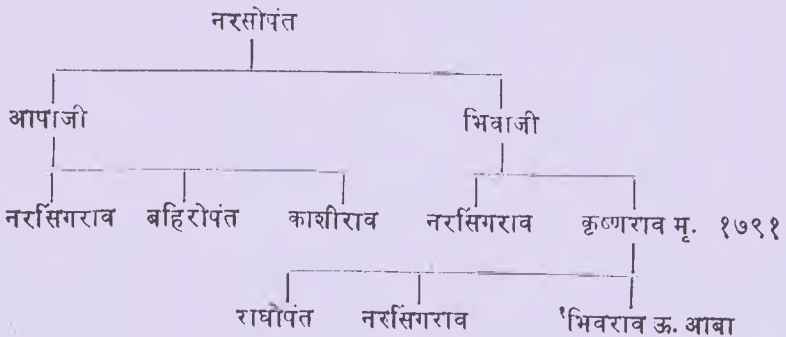 नरसोपंत
आपाजी भिवाजी
नरसिंगराव बहिरोपंत काशीराव नरसिंगराव कृष्णराव मृ. १७९१
राघोपंत नरसिंगराव भिवराव ऊ. आबा